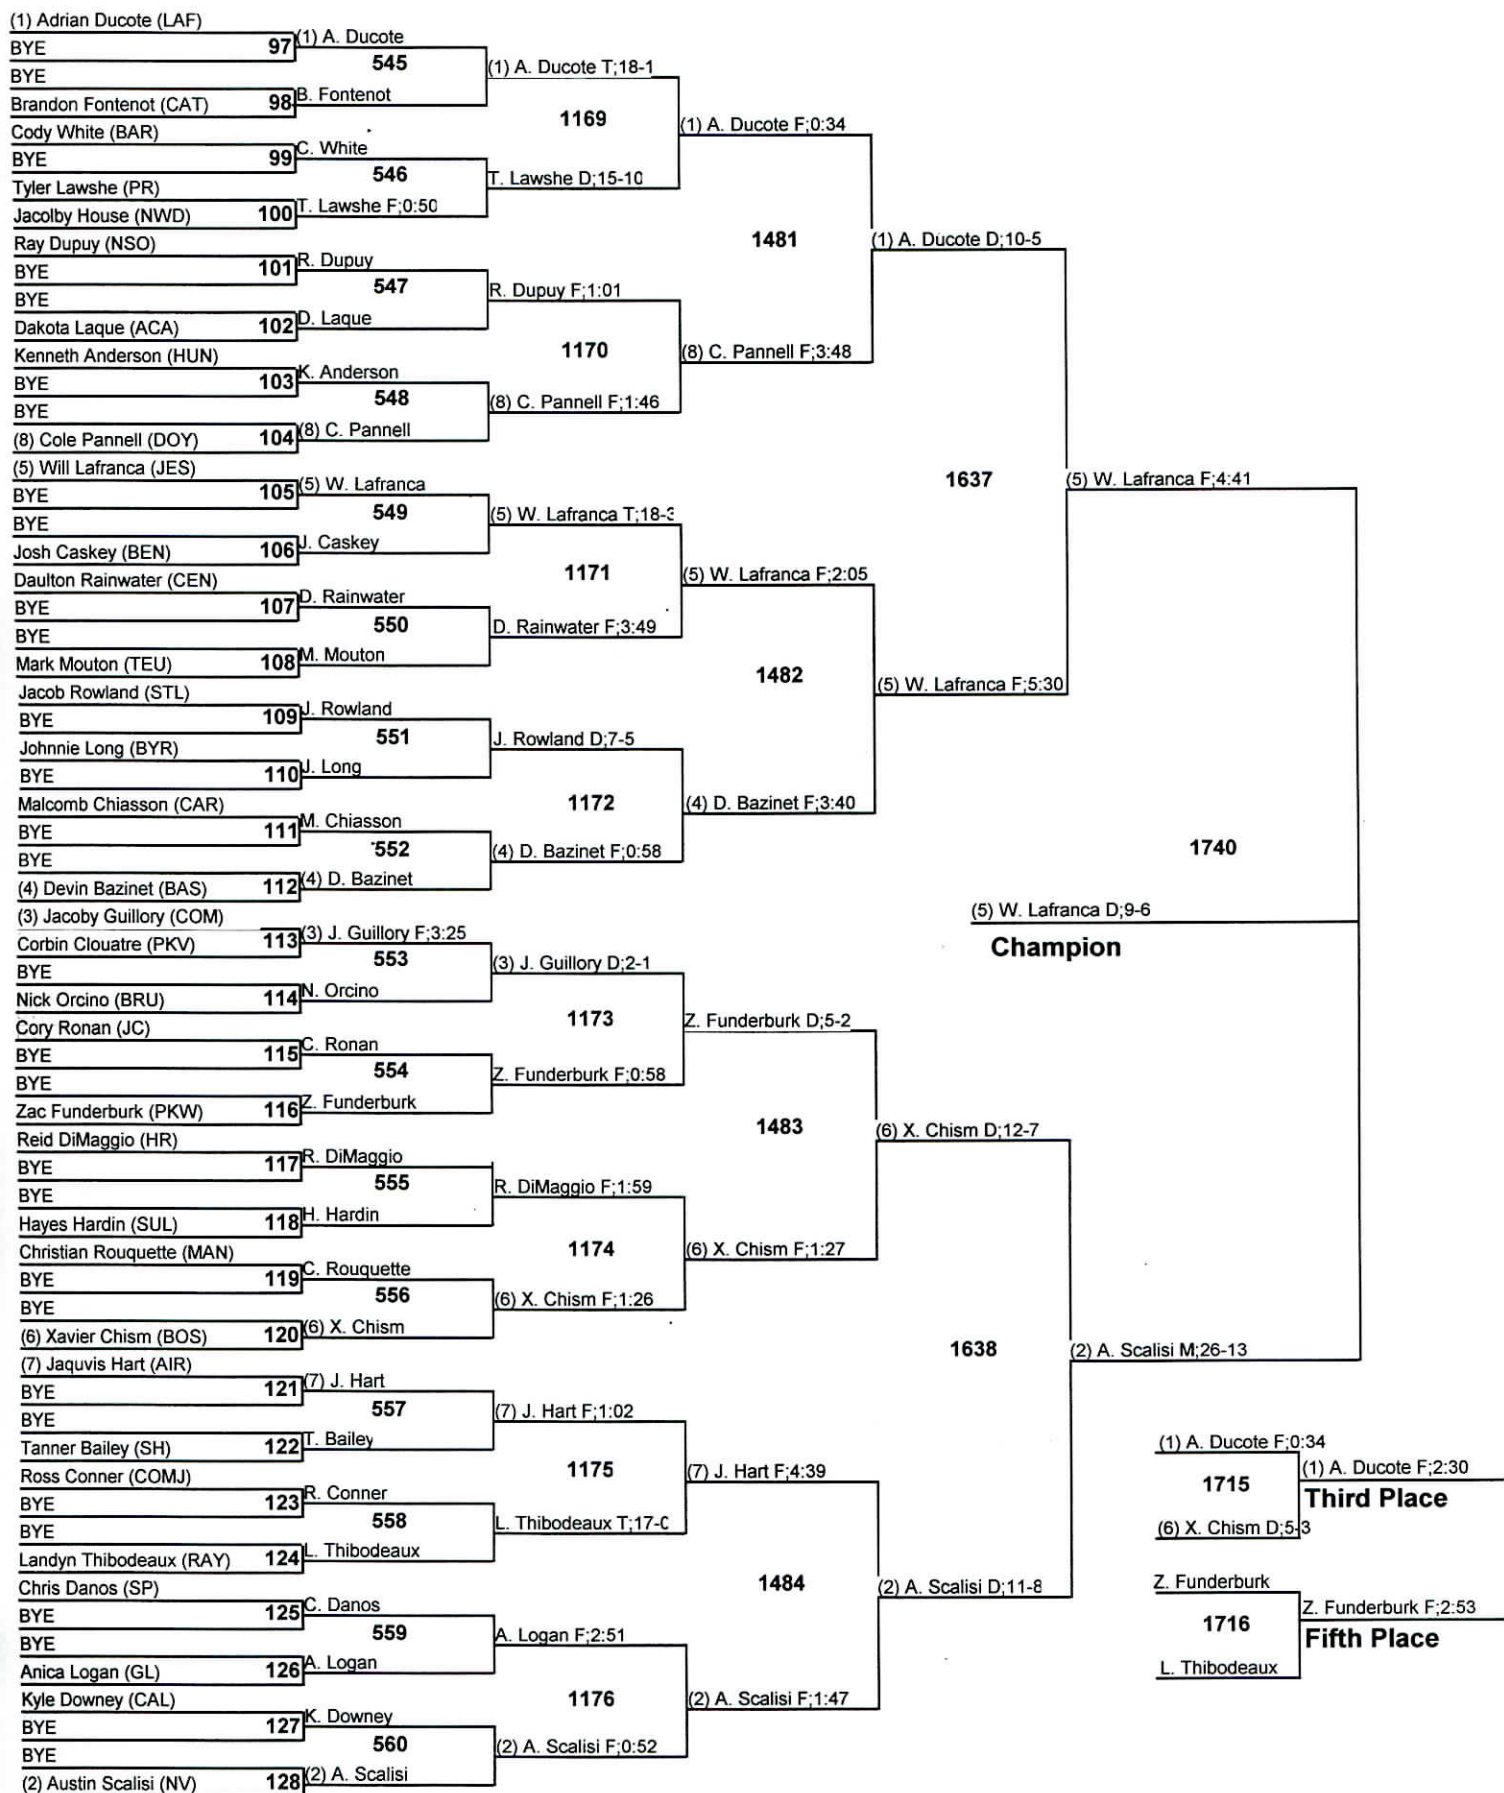 (1) Adrian Ducote (LAF)
BYE
97
(1) A. Ducote
545
BYE
Brandon Fontenot (CAT)
98
B. Fontenot
(1) A. Ducote T;18-1
1169
Cody White (BAR)
BYE
99
C. White
546
Tyler Lawshe (PR)
Jacolby House (NWD)
100
T. Lawshe F;0:50
T. Lawshe D;15-10
(1) A. Ducote F;0:34
1481
Ray Dupuy (NSO)
BYE
101
R. Dupuy
547
BYE
Dakota Laque (ACA)
102
D. Laque
R. Dupuy F;1:01
1170
Kenneth Anderson (HUN)
BYE
103
K. Anderson
548
BYE
(8) Cole Pannell (DOY)
104
(8) C. Pannell
(8) C. Pannell F;1:46
(8) C. Pannell F;3:48
(1) A. Ducote D;10-5
1637
(5) Will Lafranca (JES)
BYE
105
(5) W. Lafranca
549
BYE
Josh Caskey (BEN)
106
J. Caskey
(5) W. Lafranca T;18-3
1171
Daulton Rainwater (CEN)
BYE
107
D. Rainwater
550
BYE
Mark Mouton (TEU)
108
M. Mouton
D. Rainwater F;3:49
(5) W. Lafranca F;2:05
1482
Jacob Rowland (STL)
BYE
109
J. Rowland
551
Johnnie Long (BYR)
BYE
110
J. Long
J. Rowland D;7-5
1172
Malcomb Chiasson (CAR)
BYE
111
M. Chiasson
552
BYE
(4) Devin Bazinet (BAS)
112
(4) D. Bazinet
(4) D. Bazinet F;0:58
(4) D. Bazinet F;3:40
(5) W. Lafranca F;5:30
(5) W. Lafranca F;4:41
1740
(5) W. Lafranca D;9-6
Champion
(3) Jacoby Guillory (COM)
Corbin Clouatre (PKV)
113
(3) J. Guillory F;3:25
553
BYE
Nick Orcino (BRU)
114
N. Orcino
(3) J. Guillory D;2-1
1173
Cory Ronan (JC)
BYE
115
C. Ronan
554
BYE
Zac Funderburk (PKW)
116
Z. Funderburk
Z. Funderburk F;0:58
Z. Funderburk D;5-2
1483
Reid DiMaggio (HR)
BYE
117
R. DiMaggio
555
BYE
Hayes Hardin (SUL)
118
H. Hardin
R. DiMaggio F;1:59
1174
Christian Rouquette (MAN)
BYE
119
C. Rouquette
556
BYE
(6) Xavier Chism (BOS)
120
(6) X. Chism
(6) X. Chism F;1:26
(6) X. Chism F;1:27
(6) X. Chism D;12-7
1638
(7) Jaquvis Hart (AIR)
BYE
121
(7) J. Hart
557
BYE
Tanner Bailey (SH)
122
T. Bailey
(7) J. Hart F;1:02
1175
Ross Conner (COMJ)
BYE
123
R. Conner
558
BYE
Landyn Thibodeaux (RAY)
124
L. Thibodeaux
L. Thibodeaux T;17-0
(7) J. Hart F;4:39
1484
Chris Danos (SP)
BYE
125
C. Danos
559
BYE
Anica Logan (GL)
126
A. Logan
A. Logan F;2:51
1176
Kyle Downey (CAL)
BYE
127
K. Downey
560
BYE
(2) Austin Scalisi (NV)
128
(2) A. Scalisi
(2) A. Scalisi F;0:52
(2) A. Scalisi F;1:47
(2) A. Scalisi D;11-8
(2) A. Scalisi M;26-13
(1) A. Ducote F;0:34
1715
(6) X. Chism D;5-3
(1) A. Ducote F;2:30
Third Place
Z. Funderburk
1716
L. Thibodeaux
Z. Funderburk F;2:53
Fifth Place